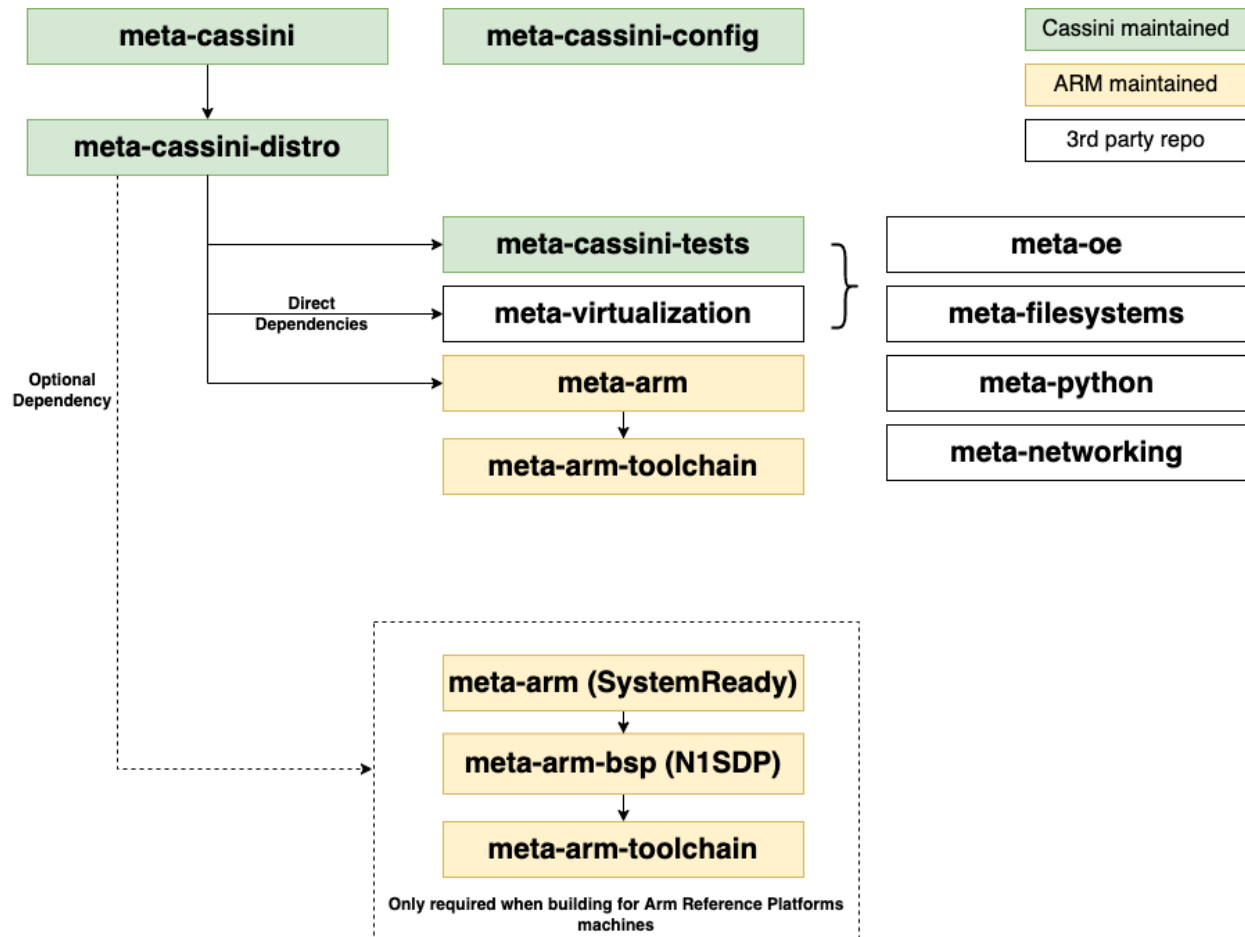 meta-cassini
meta-cassini-config
Cassini maintained
ARM maintained
meta-cassini-distro
3rd party repo
meta-cassini-tests
meta-oe
Direct
Dependencies
meta-virtualization
meta-filesystems
Optional
Dependency
meta-arm
meta-python
meta-arm-toolchain
meta-networking
meta-arm (SystemReady)
meta-arm-bsp (N1SDP)
meta-arm-toolchain
Only required when building for Arm Reference Platforms
machines